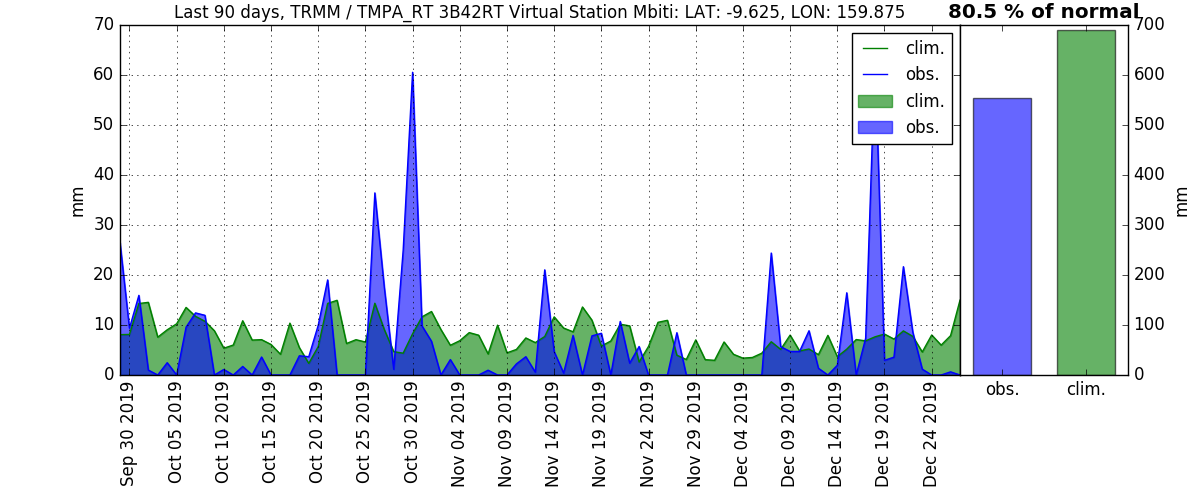 Last 90 days, TRMM / TMPA_RT 3B42RT Virtual Station Mbiti: LAT: -9.625, LON: 159.875
80.5 % of normal
70
60
50
40
30
20
10
0
mm
clim.
obs.
clim.
obs.
Sep 30 2019
Oct 05 2019
Oct 10 2019
Oct 15 2019
Oct 20 2019
Oct 25 2019
Oct 30 2019
Nov 04 2019
Nov 09 2019
Nov 14 2019
Nov 19 2019
Nov 24 2019
Nov 29 2019
Dec 04 2019
Dec 09 2019
Dec 14 2019
Dec 19 2019
Dec 24 2019
700
600
500
400
300
200
100
0
mm
obs.
clim.